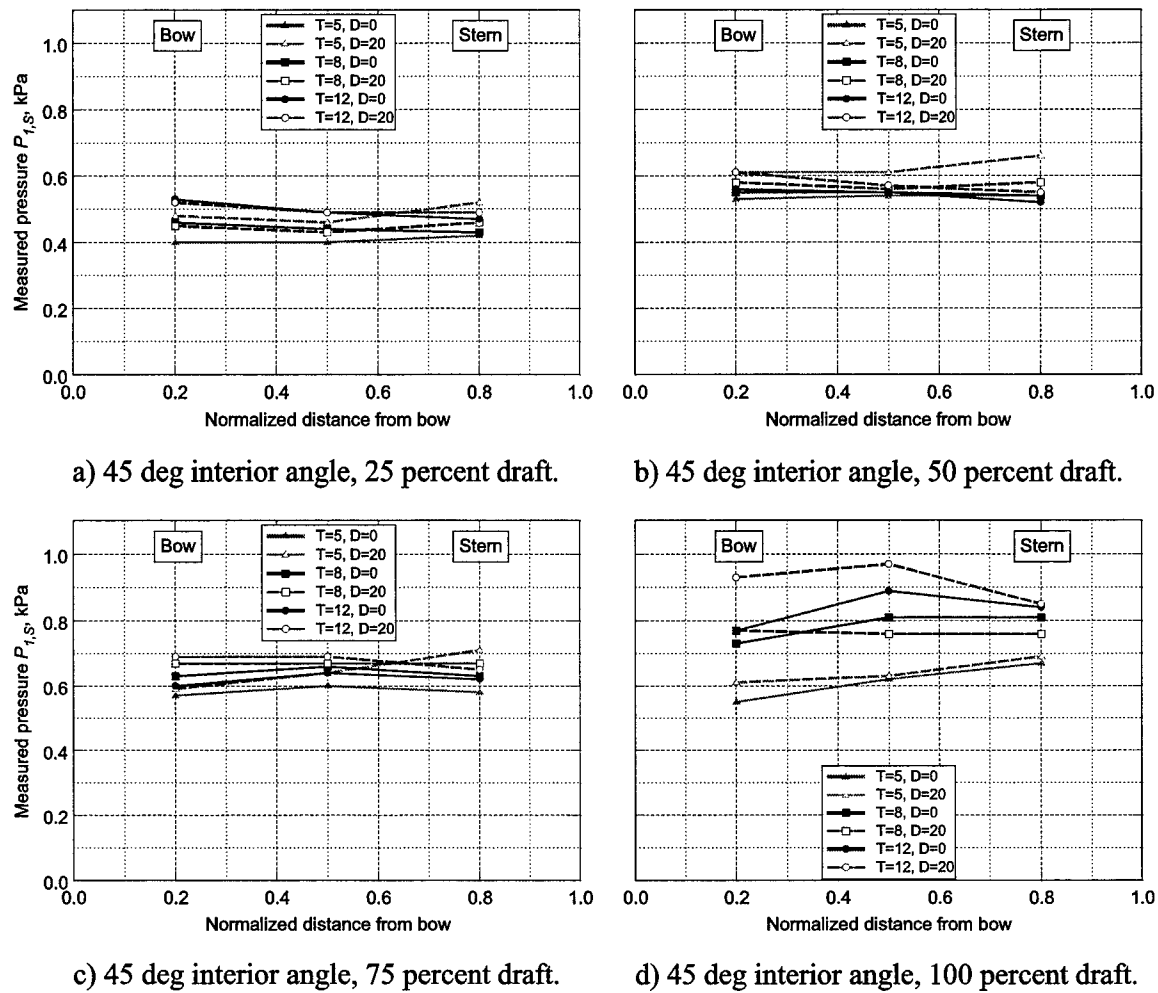 Measured pressure P1,S, kPa
1.0
0.8
0.6
0.4
0.2
0.0
Bow
Stern
T=5, D=0
T=5, D=20
T=8, D=0
T=8, D=20
T=12, D=0
T=12, D=20
0.0 0.2 0.4 0.6 0.8 1.0
Normalized distance from bow
a) 45 deg interior angle, 25 percent draft.
Bow
Stern
T=5, D=0
T=5, D=20
T=8, D=0
T=8, D=20
T=12, D=0
T=12, D=20
0.0 0.2 0.4 0.6 0.8 1.0
Normalized distance from bow
b) 45 deg interior angle, 50 percent draft.
Measured pressure P1,S, kPa
1.0
0.8
0.6
0.4
0.2
0.0
Bow
Stern
T=5, D=0
T=5, D=20
T=8, D=0
T=8, D=20
T=12, D=0
T=12, D=20
0.0 0.2 0.4 0.6 0.8 1.0
Normalized distance from bow
c) 45 deg interior angle, 75 percent draft.
Bow
Stern
T=5, D=0
T=5, D=20
T=8, D=0
T=8, D=20
T=12, D=0
T=12, D=20
0.0 0.2 0.4 0.6 0.8 1.0
Normalized distance from bow
d) 45 deg interior angle, 100 percent draft.